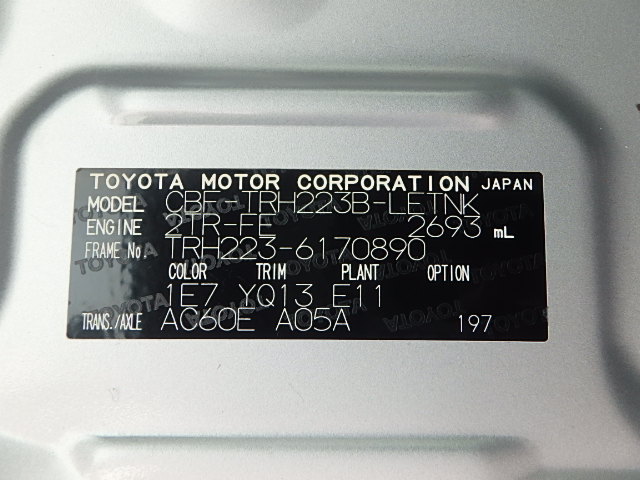 TOYOTA MOTOR CORPORATION JAPAN
MODEL CBF-TRH223B-LETNK
ENGINE 2TR-FE 2693 mL
FRAME No. TRH223-6170890
COLOR TRIM PLANT OPTION
1E7 YQ13 E11
TRANS./AXLE AC60E A05A 197